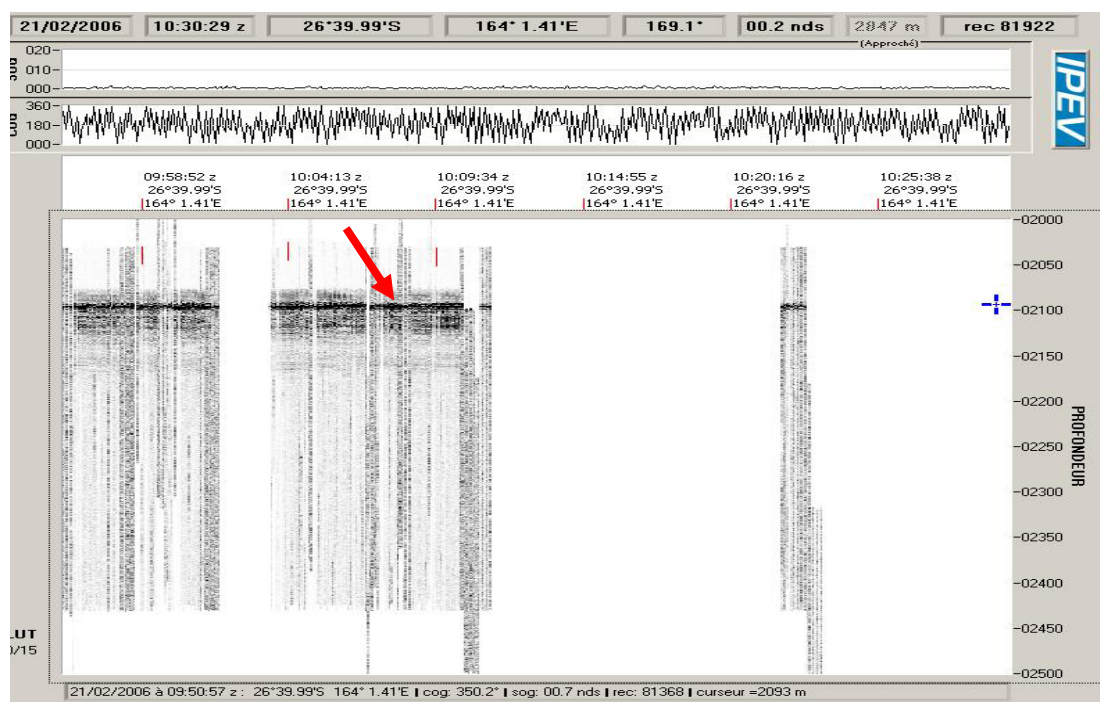 21/02/2006 10:30:29 z 26°39.99'S 164° 1.41'E 169.1° 00.2 nds 2847 m rec 81922
(Approché)
020
010
000
SOG
IPEV
360
180
000
COG
09:58:52 z 10:04:13 z 10:09:34 z 10:14:55 z 10:20:16 z 10:25:38 z
26°39.99'S 26°39.99'S 26°39.99'S 26°39.99'S 26°39.99'S 26°39.99'S
164° 1.41'E 164° 1.41'E 164° 1.41'E 164° 1.41'E 164° 1.41'E 164° 1.41'E
-02000
-02050
-02100
-02150
-02200
-02250
-02300
-02350
-02400
-02450
-02500
PROFONDEUR
LUT
/15
21/02/2006 à 09:50:57 z : 26°39.99'S 164° 1.41'E | cog: 350.2° | sog: 00.7 nds | rec: 81368 | curseur =2093 m